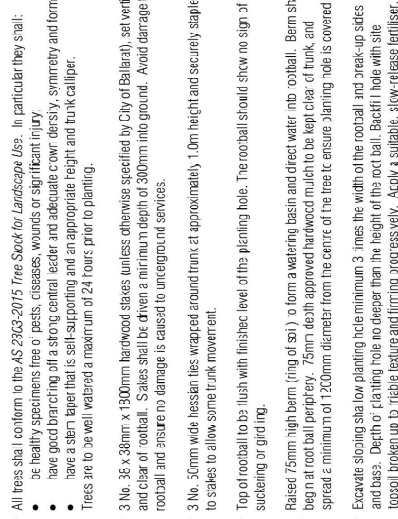 All trees shall conform to the AS 2303-2015 Tree Stock for Landscape Use. In particular they shall:
● be healthy specimens free of pests, diseases, wounds or significant injury
● have good branching off a strong central leader and adequate crown density, symmetry and form
● have a stem taper that is self-supporting and an appropriate height and trunk calliper.
Trees are to be well watered a maximum of 24 hours prior to planting.
3 No. 38 x 38mm x 1800mm hardwood stakes (unless otherwise specified by City of Ballarat), set verti
and clear of rootball. Stakes shall be driven a minimum depth of 300mm into ground. Avoid damage t
rootball and ensure no damage is caused to underground services.
3 No. 50mm wide hessian ties wrapped around trunk at approximately 1.0m height and securely staple
to stakes to allow some trunk movement.
Top of rootball to be flush with finished level of the planting hole. The rootball should show no sign of
suckering or girdling.
Raised 75mm high berm (ring of soil) to form a watering basin and direct water into rootball. Berm sh
begin at root ball periphery. 75mm depth approved hardwood mulch to be kept clear of trunk, and
spread a minimum of 1200mm diameter from the centre of the tree to ensure planting hole is covered
Excavate sloping shallow planting hole minimum 3 times the width of the rootball and break-up sides
and base. Depth of planting hole no deeper than the height of the root ball. Backfill hole with site
topsoil broken up to friable texture and firming progressively. Apply a suitable, slow-release fertiliser,